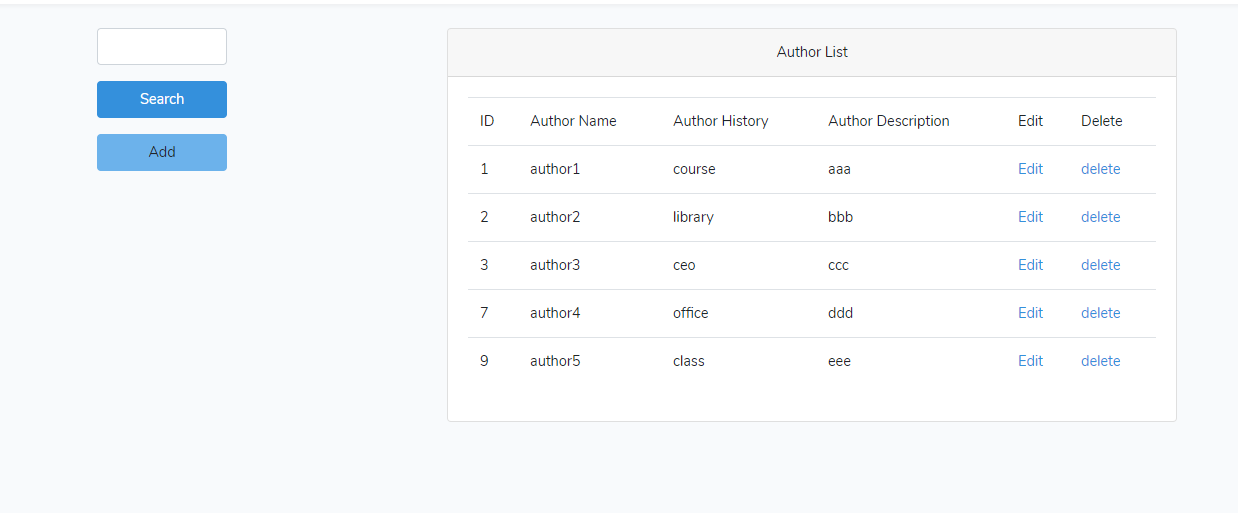 Search
Add
Author List
ID Author Name Author History Author Description Edit Delete
1 author1 course aaa Edit delete
2 author2 library bbb Edit delete
3 author3 ceo ccc Edit delete
7 author4 office ddd Edit delete
9 author5 class eee Edit delete